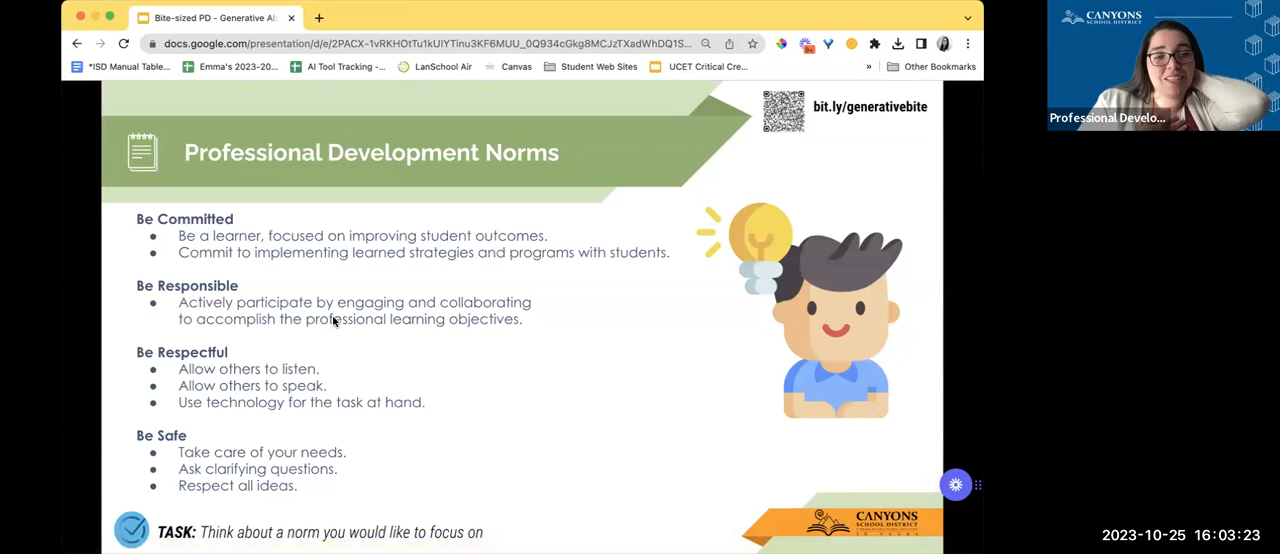 Bite-sized PD - Generative AI:
docs.google.com/presentation/d/e/2PACX-1vRKHOtTu1kUIYTinu3KF6MUU_0Q934cGkg8MCJzTXadWhDQ1S...
9+
*ISD Manual Table... Emma's 2023-20... AI Tool Tracking -... LanSchool Air Canvas Student Web Sites UCET Critical Cre... » Other Bookmarks
bit.ly/generativebite
Professional Development Norms
Be Committed
● Be a learner, focused on improving student outcomes.
● Commit to implementing learned strategies and programs with students.
Be Responsible
● Actively participate by engaging and collaborating
to accomplish the professional learning objectives.
Be Respectful
● Allow others to listen.
● Allow others to speak.
● Use technology for the task at hand.
Be Safe
● Take care of your needs.
● Ask clarifying questions.
● Respect all ideas.
TASK: Think about a norm you would like to focus on
CANYONS
SCHOOL DISTRICT
CANYONS
SCHOOL DISTRICT
Professional Develo...
2023-10-25 16:03:23